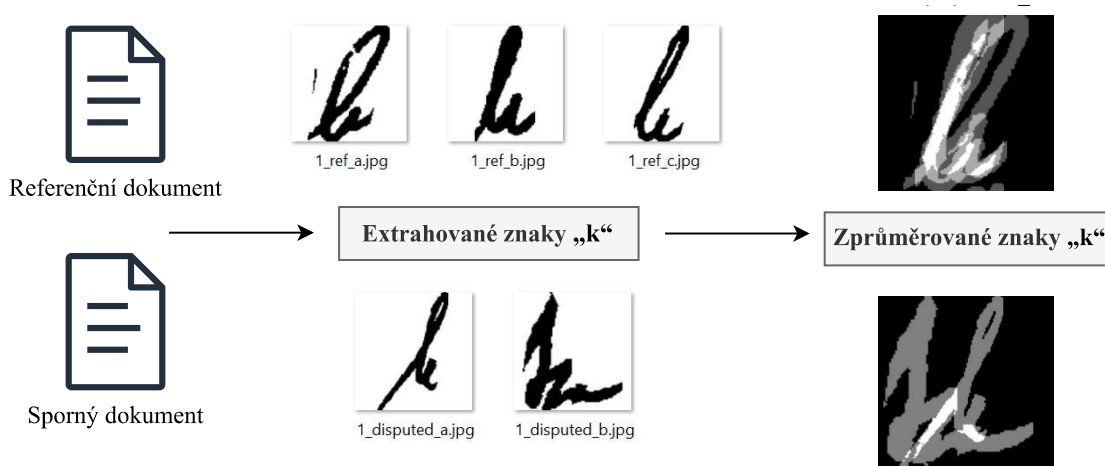 1_ref_a.jpg
1_ref_b.jpg
1_ref_c.jpg
Referenční dokument
Extrahované znaky „k“
Zprůměrované znaky „k“
Sporný dokument
1_disputed_a.jpg
1_disputed_b.jpg